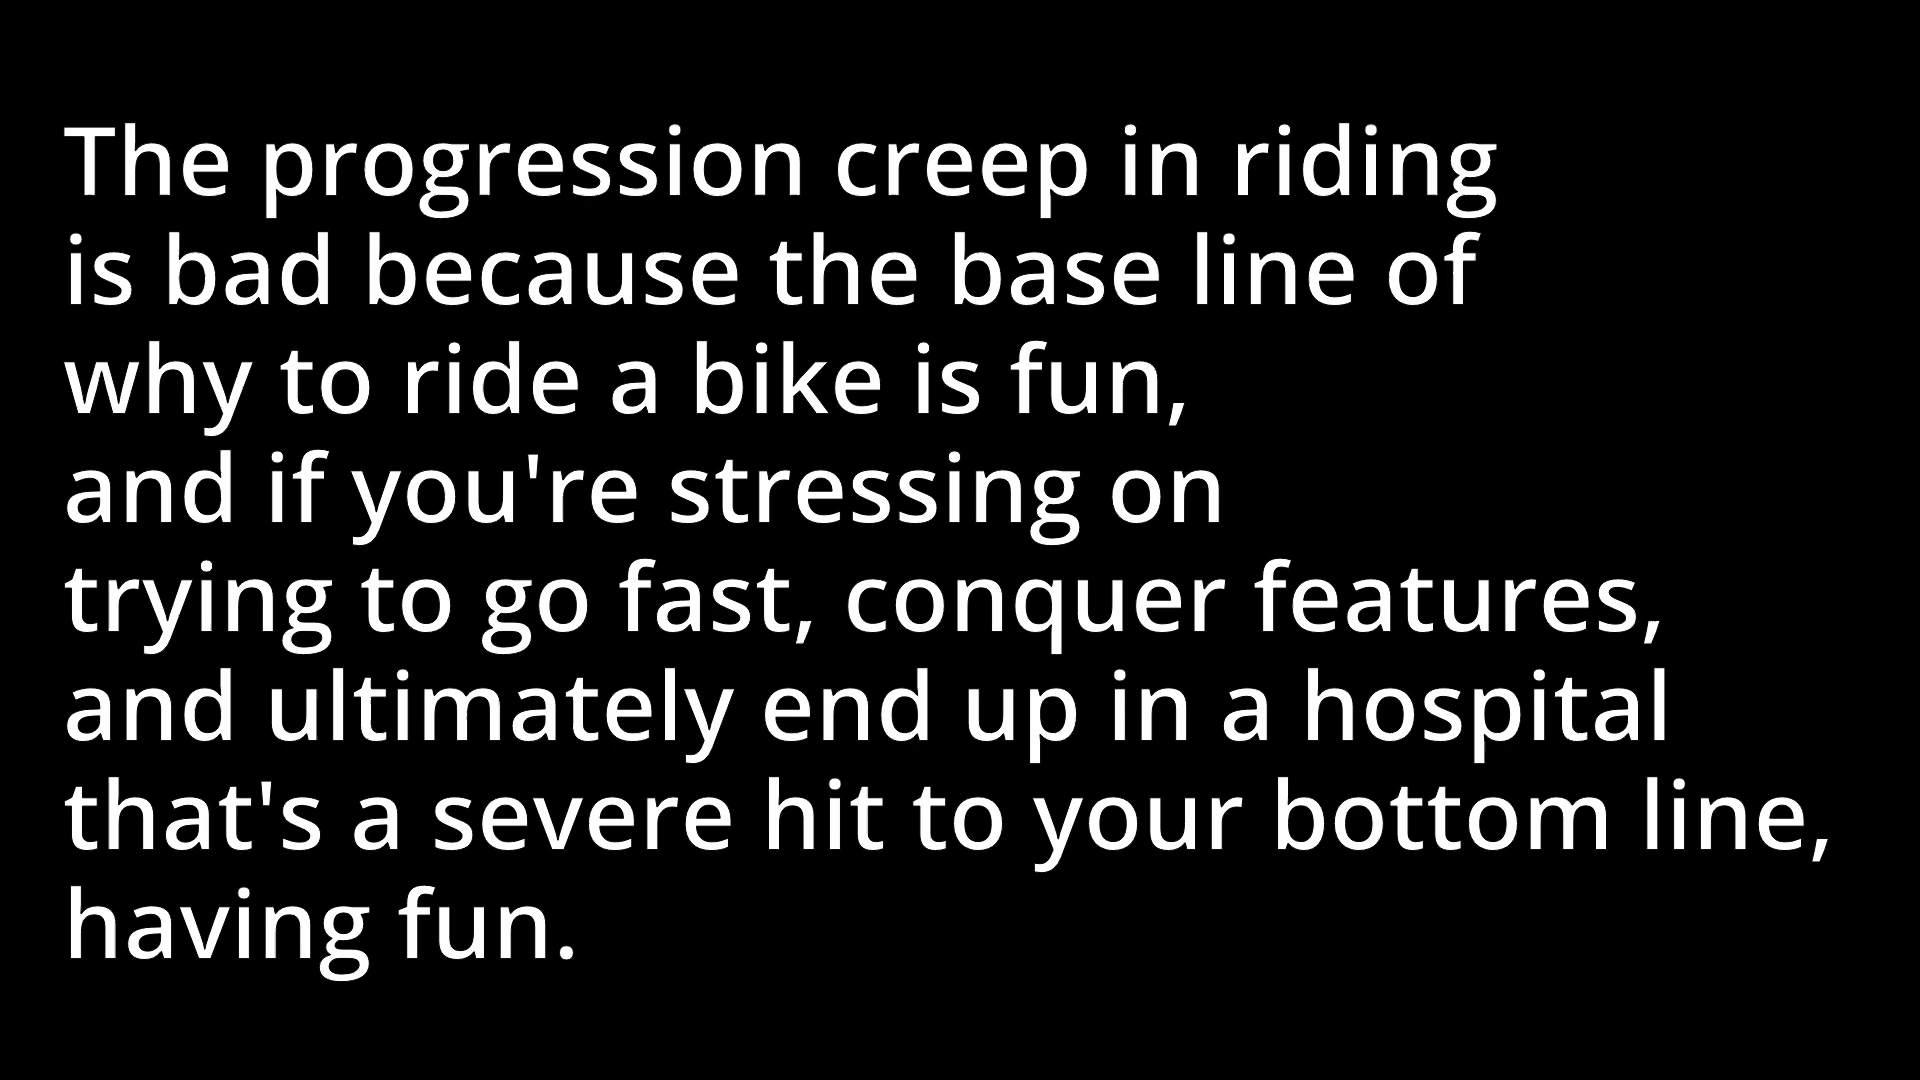 The progression creep in riding
is bad because the base line of
why to ride a bike is fun,
and if you're stressing on
trying to go fast, conquer features,
and ultimately end up in a hospital
that's a severe hit to your bottom line,
having fun.